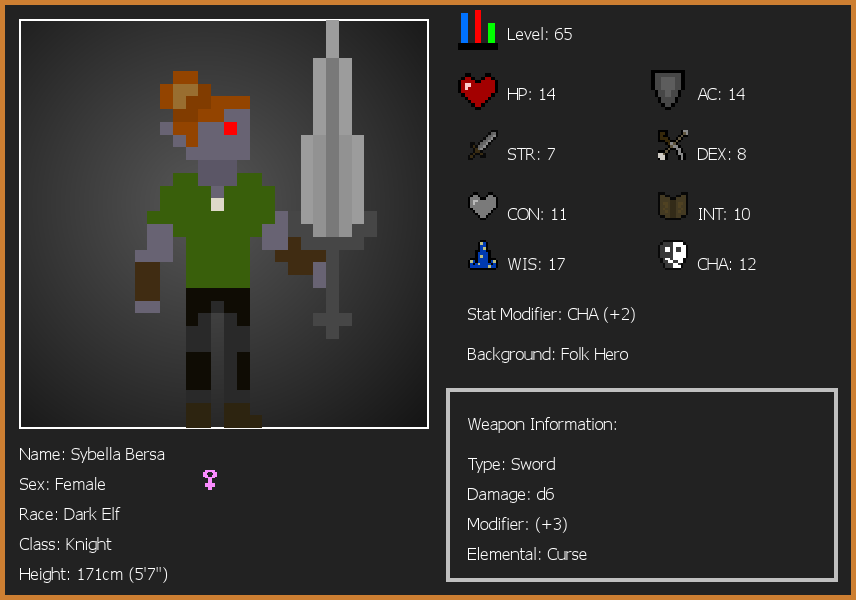 Level: 65
HP: 14
AC: 14
STR: 7
DEX: 8
CON: 11
INT: 10
WIS: 17
CHA: 12
Stat Modifier: CHA (+2)
Background: Folk Hero
Weapon Information:
Type: Sword
Damage: d6
Modifier: (+3)
Elemental: Curse
Name: Sybella Bersa
Sex: Female
Race: Dark Elf
Class: Knight
Height: 171cm (5'7")